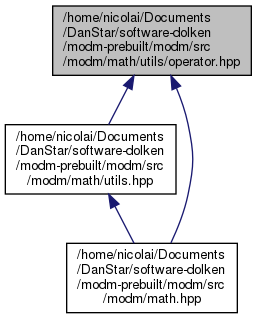 /home/nicolai/Documents
/DanStar/software-dolken
/modm-prebuilt/modm/src
/modm/math/utils/operator.hpp
/home/nicolai/Documents
/DanStar/software-dolken
/modm-prebuilt/modm/src
/modm/math/utils.hpp
/home/nicolai/Documents
/DanStar/software-dolken
/modm-prebuilt/modm/src
/modm/math.hpp